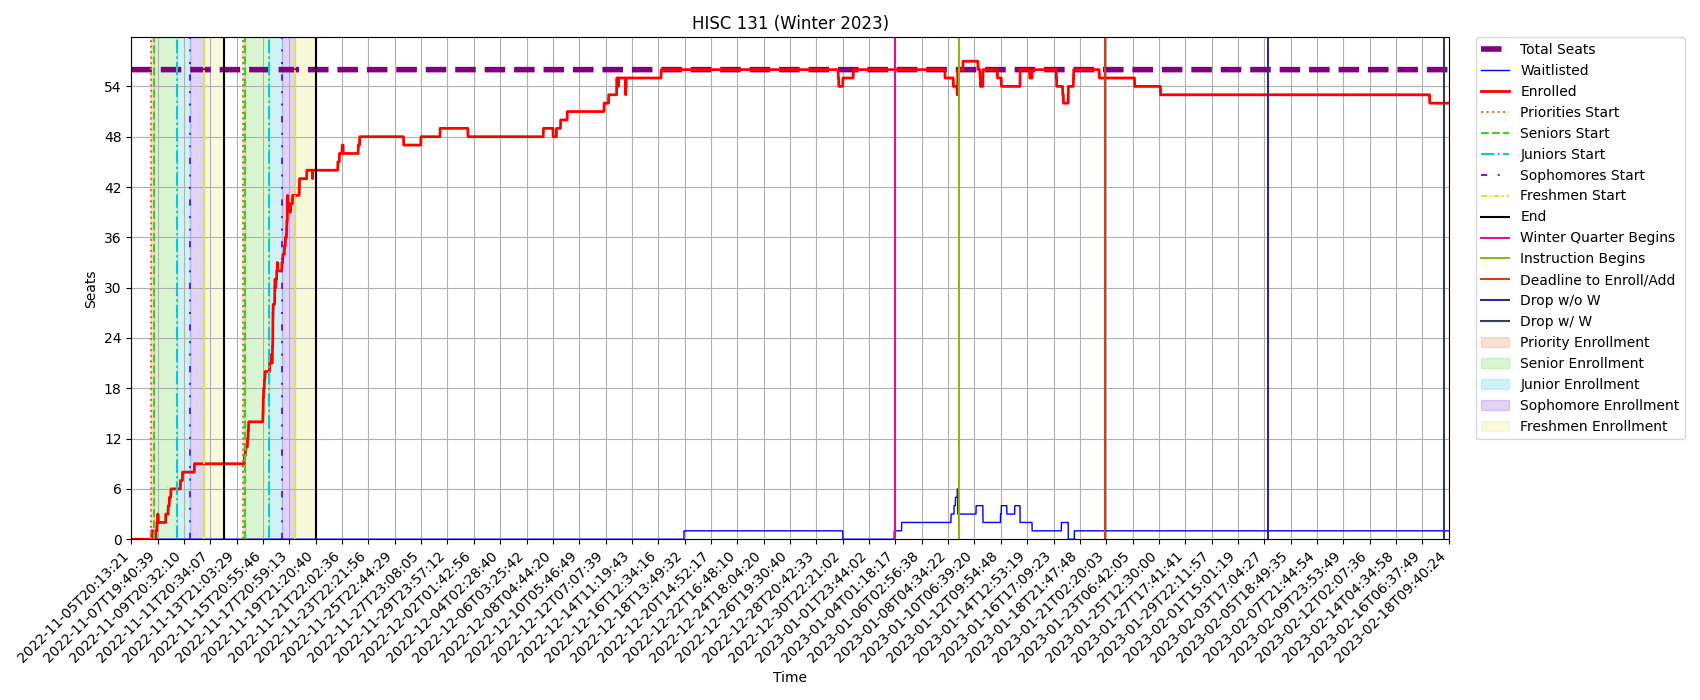 HISC 131 (Winter 2023)
Seats
54
48
42
36
30
24
18
12
6
0
2022-11-05T20:13:21
2022-11-07T19:40:39
2022-11-09T20:32:10
2022-11-11T20:34:07
2022-11-13T21:03:29
2022-11-15T20:55:46
2022-11-17T20:59:13
2022-11-19T21:20:40
2022-11-21T22:02:36
2022-11-23T22:21:56
2022-11-25T22:44:29
2022-11-27T23:08:05
2022-11-29T23:57:12
2022-12-02T01:42:56
2022-12-04T02:28:40
2022-12-06T03:25:42
2022-12-08T04:44:20
2022-12-10T05:46:49
2022-12-12T07:07:39
2022-12-14T11:19:43
2022-12-16T12:34:16
2022-12-18T13:49:32
2022-12-20T14:52:17
2022-12-22T16:48:10
2022-12-24T18:04:20
2022-12-26T19:30:40
2022-12-28T20:42:33
2022-12-30T22:21:02
2023-01-01T23:44:02
2023-01-04T01:18:17
2023-01-06T02:56:38
2023-01-08T04:34:22
2023-01-10T06:39:20
2023-01-12T09:54:48
2023-01-14T12:53:19
2023-01-16T17:09:23
2023-01-18T21:47:48
2023-01-21T02:20:03
2023-01-23T06:42:05
2023-01-25T12:30:00
2023-01-27T17:41:41
2023-01-29T22:11:57
2023-02-01T15:01:19
2023-02-03T17:04:27
2023-02-05T18:49:35
2023-02-07T21:44:54
2023-02-09T23:53:49
2023-02-12T02:07:36
2023-02-14T04:34:58
2023-02-16T06:37:49
2023-02-18T09:40:24
Time
Total Seats
Waitlisted
Enrolled
Priorities Start
Seniors Start
Juniors Start
Sophomores Start
Freshmen Start
End
Winter Quarter Begins
Instruction Begins
Deadline to Enroll/Add
Drop w/o W
Drop w/ W
Priority Enrollment
Senior Enrollment
Junior Enrollment
Sophomore Enrollment
Freshmen Enrollment